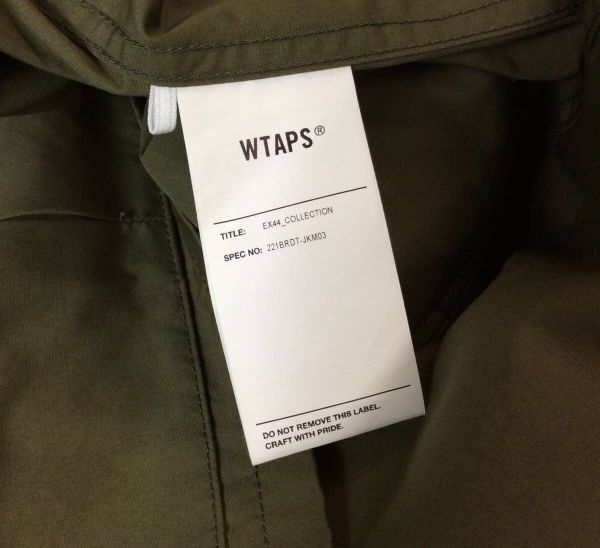 WTAPS®
TITLE: EX44_COLLECTION
SPEC NO: 221BRDT-JKM03
DO NOT REMOVE THIS LABEL.
CRAFT WITH PRIDE.